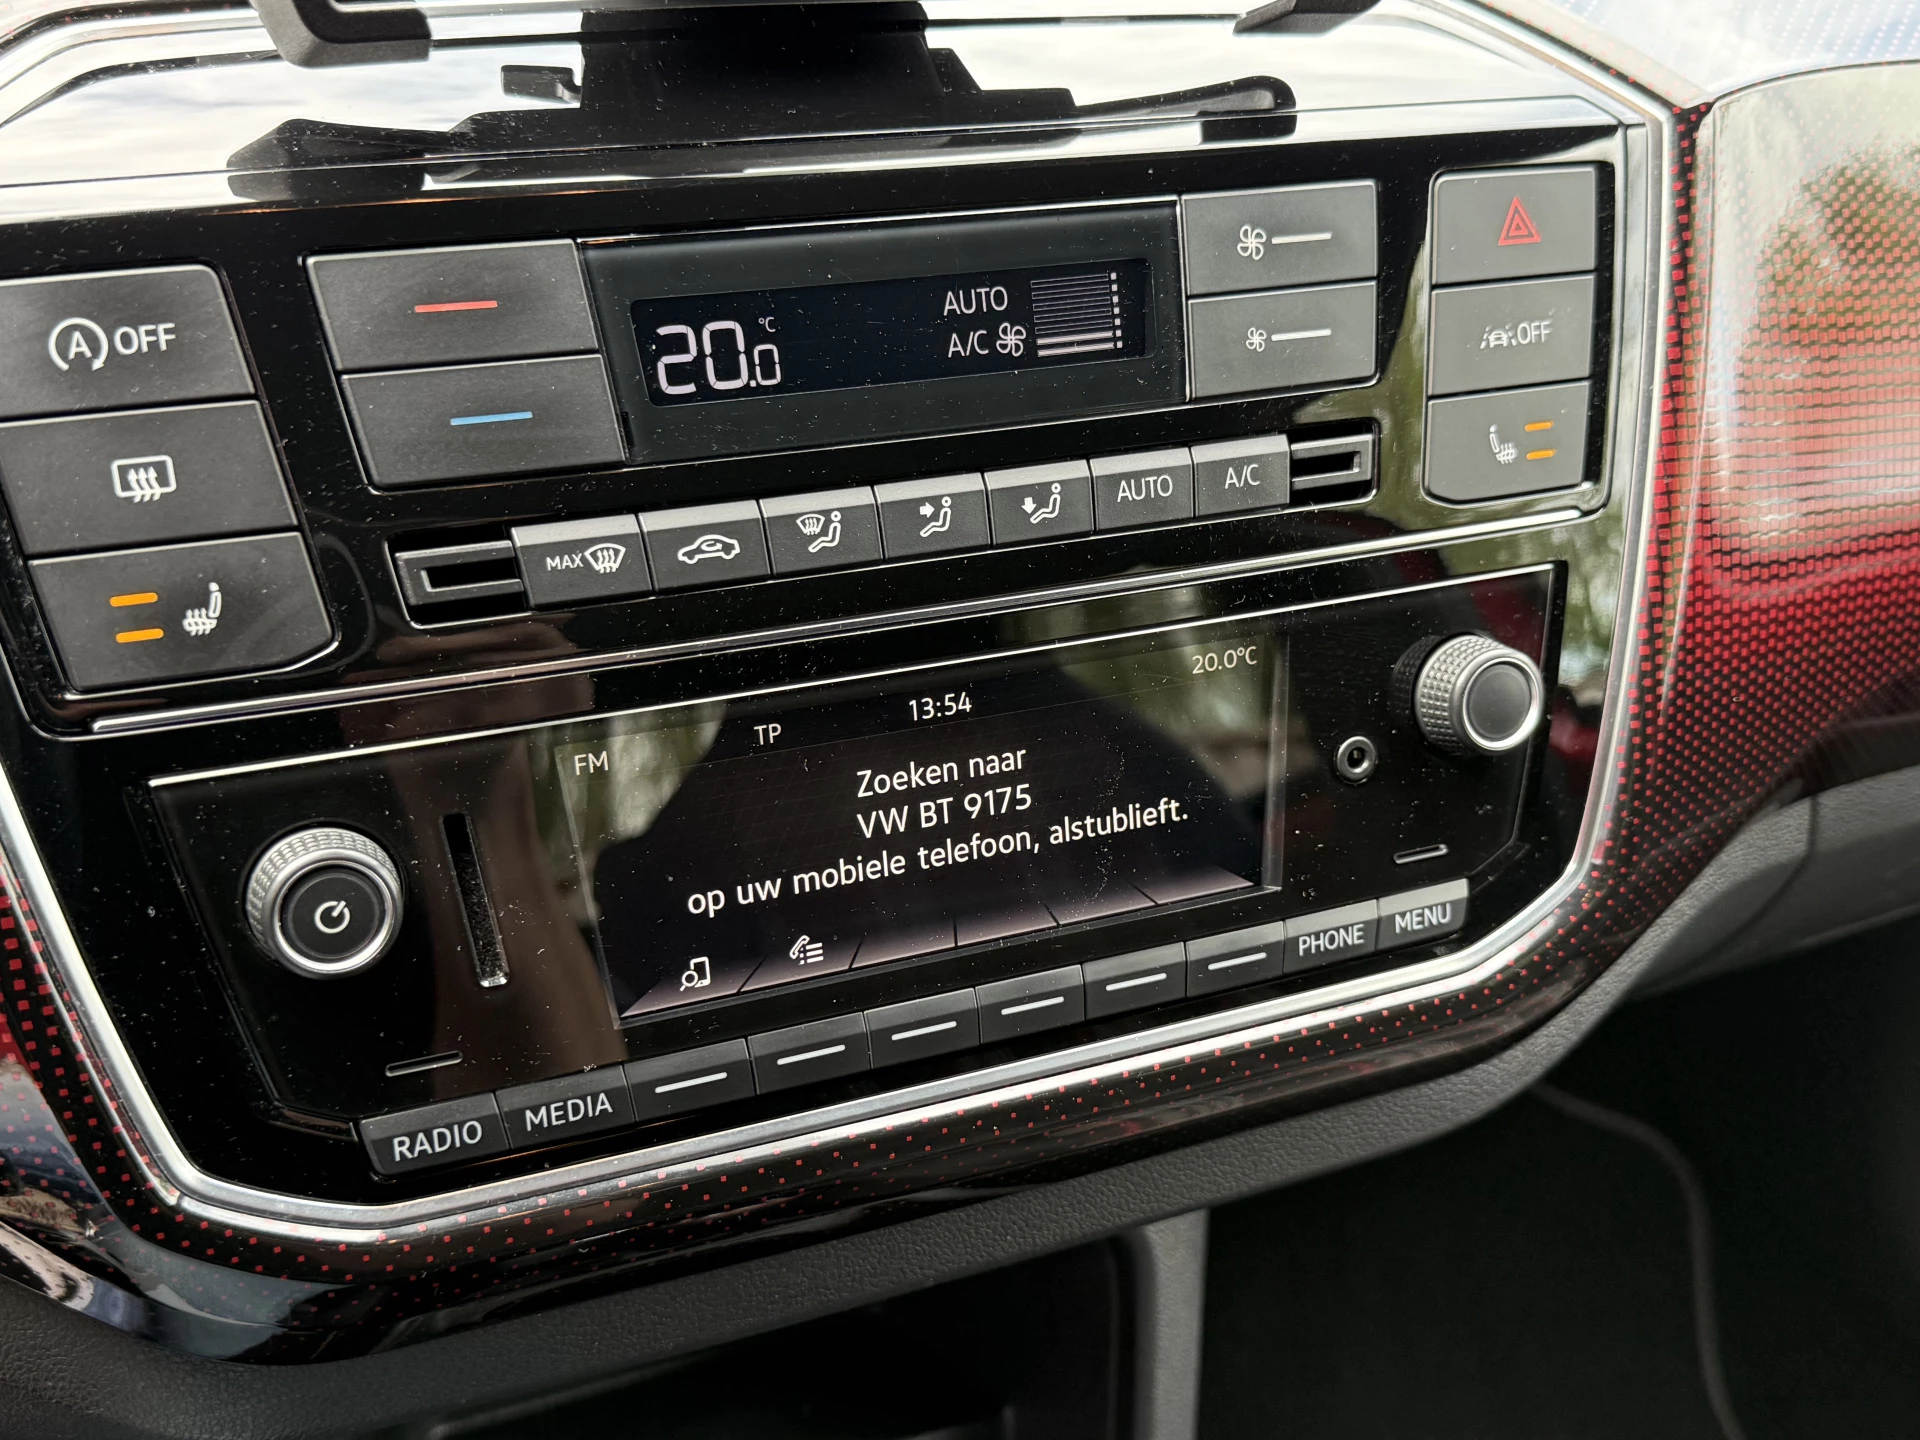 A OFF
20.0 °C
AUTO
A/C
OFF
MAX
AUTO
A/C
FM
TP
13:54
20.0°C
Zoeken naar
VW BT 9175
op uw mobiele telefoon, alstublieft.
RADIO
MEDIA
PHONE
MENU